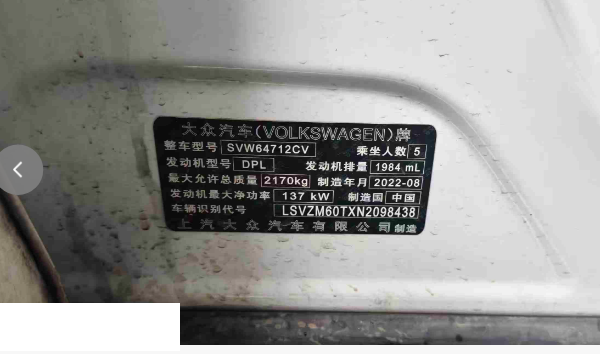 大众汽车(VOLKSWAGEN)牌
整车型号 SVW64712CV 乘坐人数 5
发动机型号 DPL 发动机排量 1984 mL
最大允许总质量 2170kg 制造年月 2022-08
发动机最大净功率 137 kW 制造国 中国
车辆识别代号 LSVZM60TXN2098438
上汽大众汽车有限公司制造